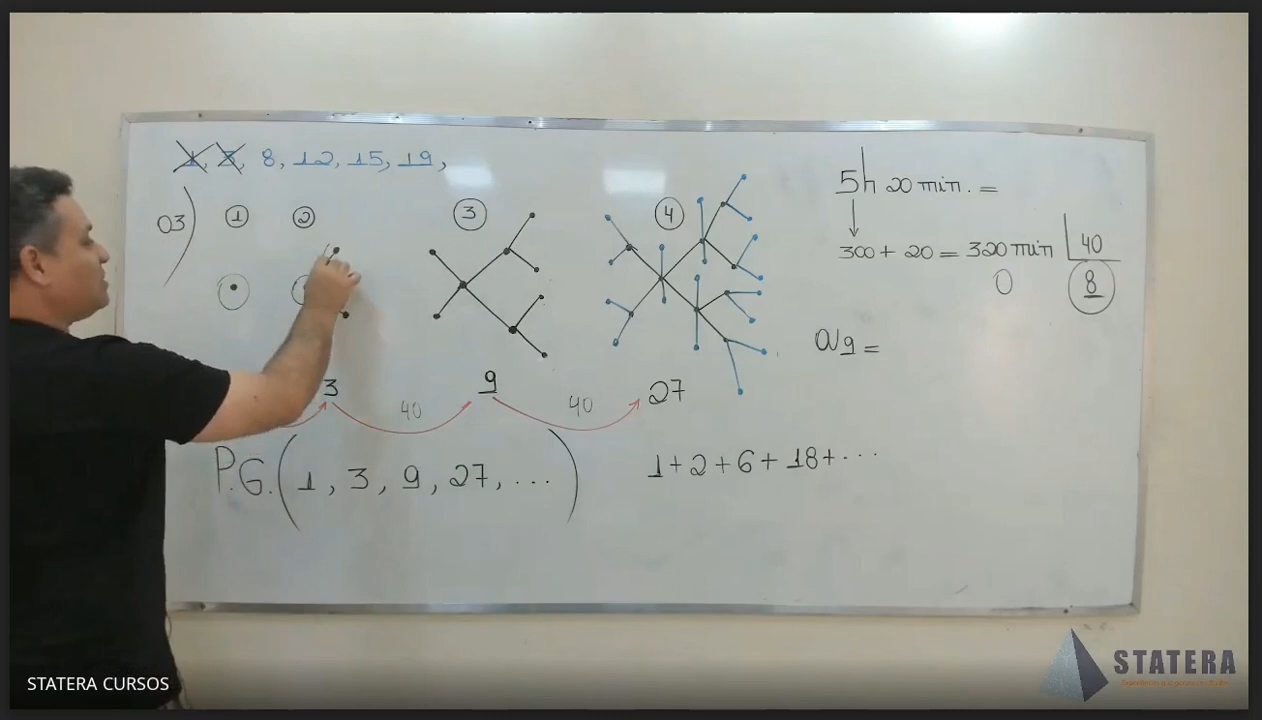 1, 3, 8, 12, 15, 19,
03) 1 2 3 4
5h 20 min. =
300 + 20 = 320 min 40
0 8
a9 =
3 40 9 40 27
P.G. (1, 3, 9, 27, ...)
1+2+6+18+...
STATERA
STATERA CURSOS